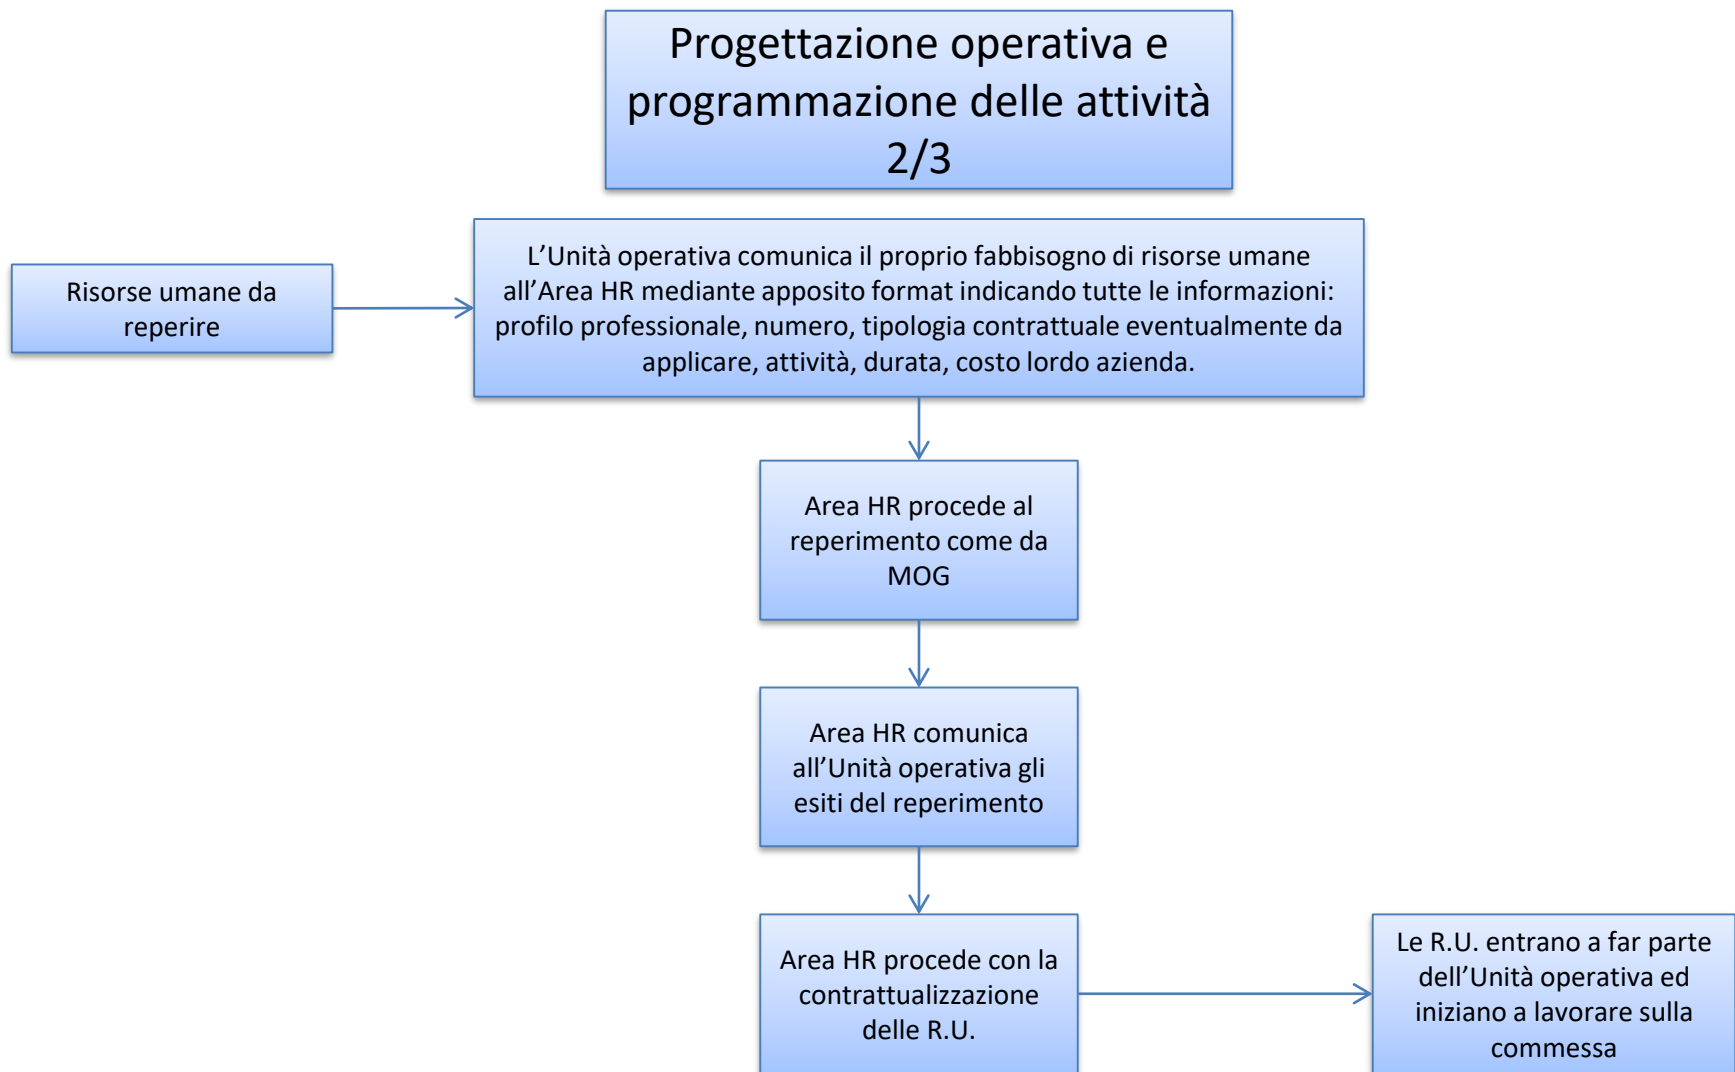 Progettazione operativa e
programmazione delle attività
2/3
Risorse umane da
reperire
L’Unità operativa comunica il proprio fabbisogno di risorse umane
all’Area HR mediante apposito format indicando tutte le informazioni:
profilo professionale, numero, tipologia contrattuale eventualmente da
applicare, attività, durata, costo lordo azienda.
Area HR procede al
reperimento come da
MOG
Area HR comunica
all’Unità operativa gli
esiti del reperimento
Area HR procede con la
contrattualizzazione
delle R.U.
Le R.U. entrano a far parte
dell’Unità operativa ed
iniziano a lavorare sulla
commessa